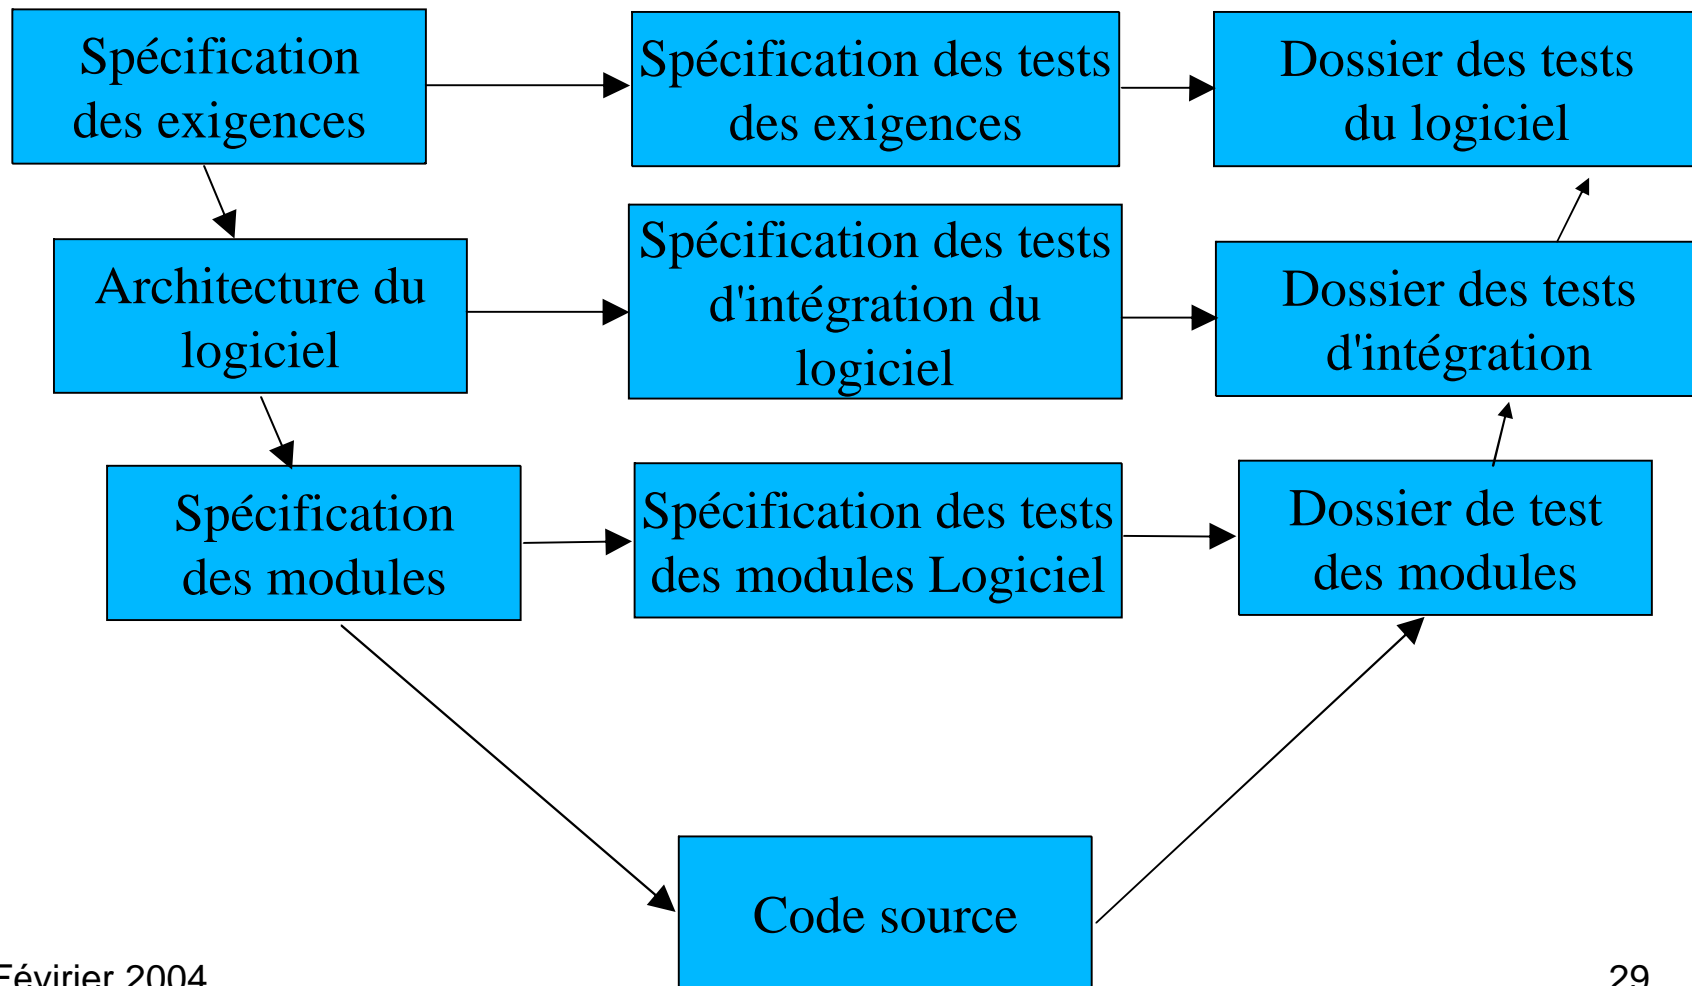 Spécification
des exigences
Spécification des tests
des exigences
Dossier des tests
du logiciel
Architecture du
logiciel
Spécification des tests
d'intégration du
logiciel
Dossier des tests
d'intégration
Spécification
des modules
Spécification des tests
des modules Logiciel
Dossier de test
des modules
Code source
Févirier 2004
29